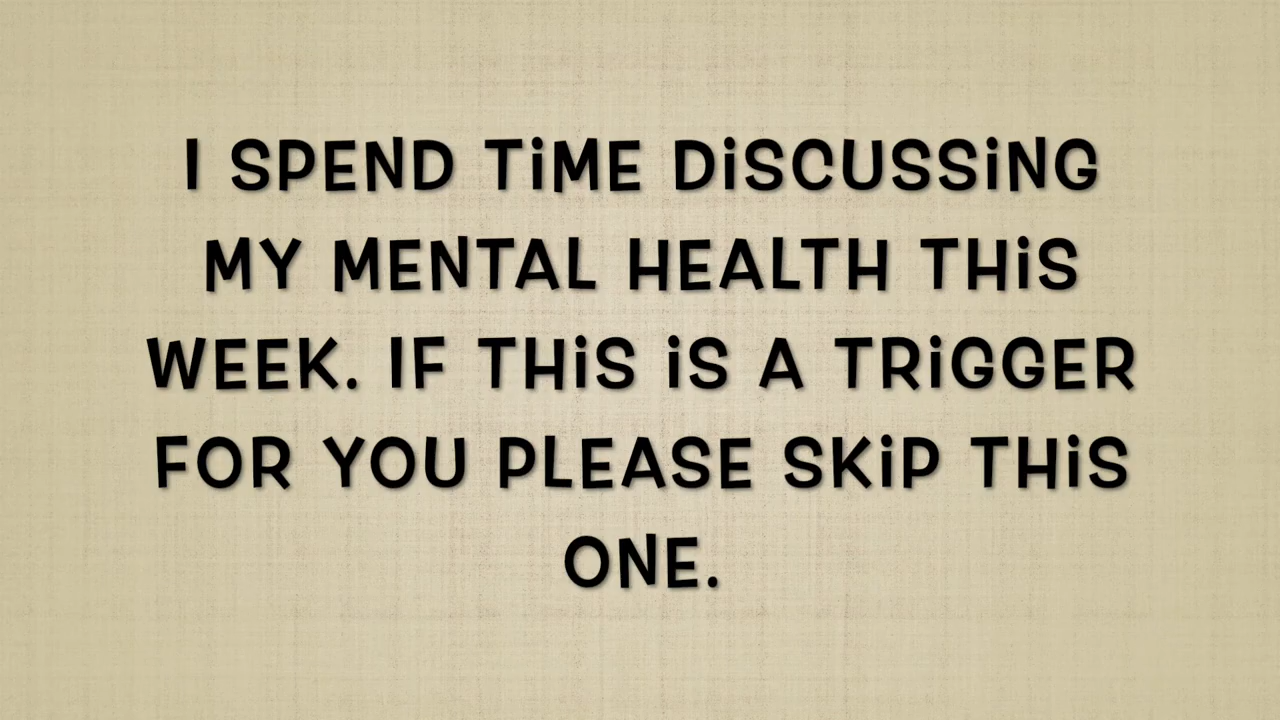 I SPEND TiME DiSCUSSiNG
MY MENTAL HEALTH THiS
WEEK. IF THiS iS A TRiGGER
FOR YOU PLEASE SKiP THiS
ONE.